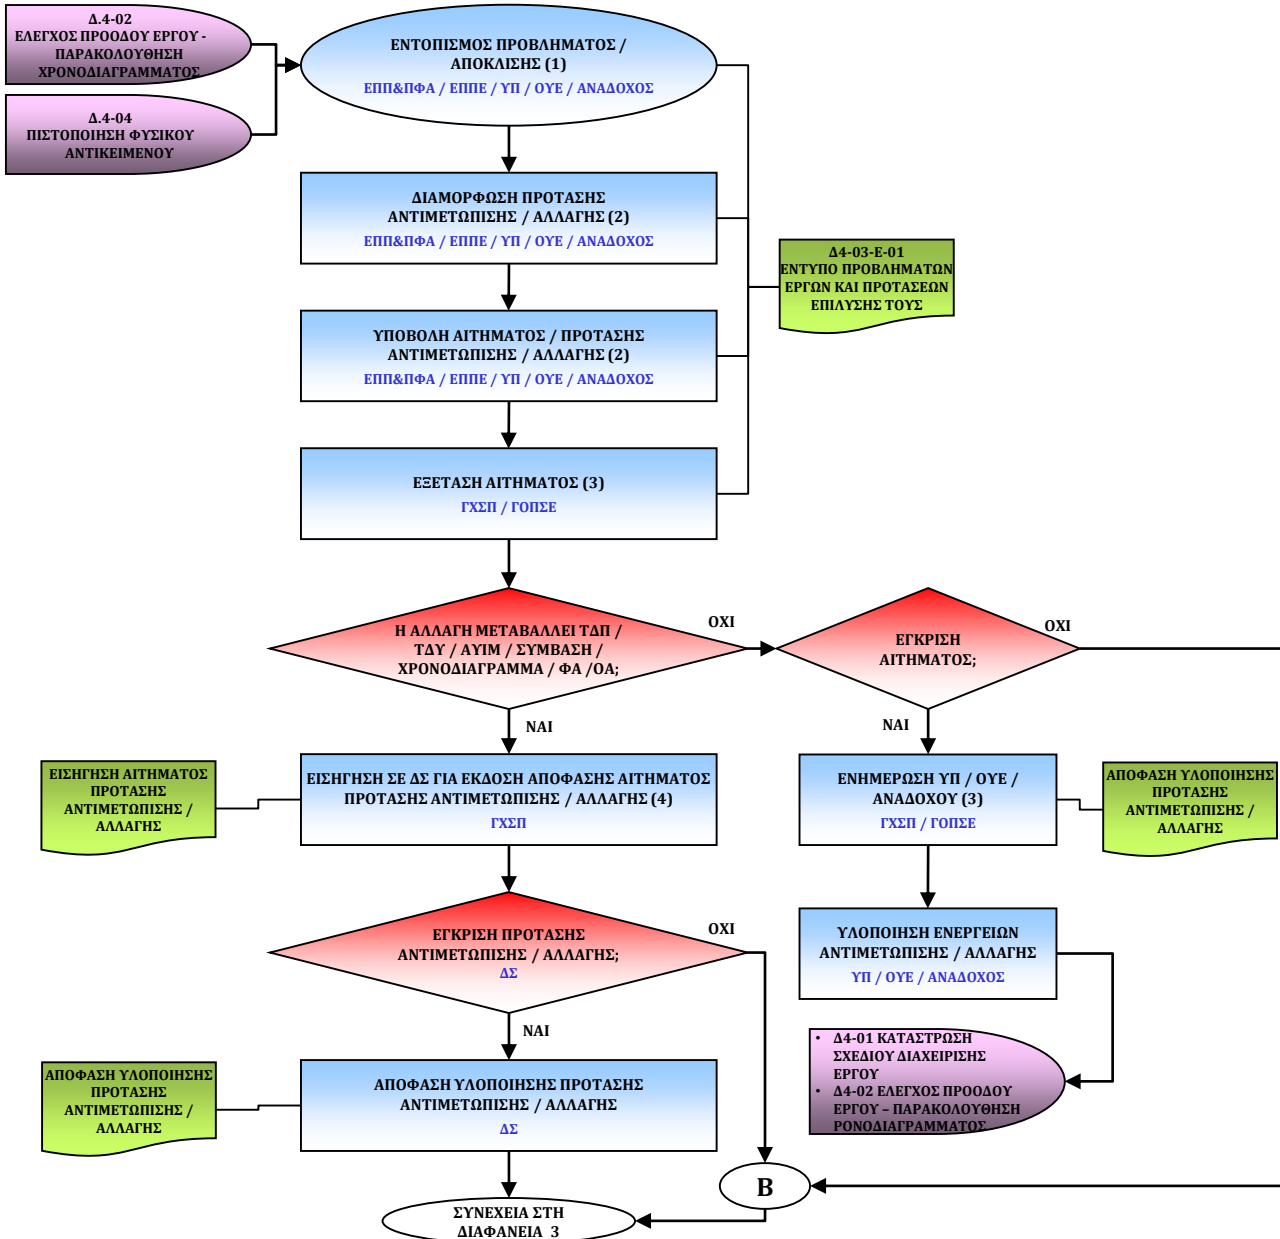 Δ.4-02
ΕΛΕΓΧΟΣ ΠΡΟΟΔΟΥ ΕΡΓΟΥ -
ΠΑΡΑΚΟΛΟΥΘΗΣΗ
ΧΡΟΝΟΔΙΑΓΡΑΜΜΑΤΟΣ
Δ.4-04
ΠΙΣΤΟΠΟΙΗΣΗ ΦΥΣΙΚΟΥ
ΑΝΤΙΚΕΙΜΕΝΟΥ
ΕΝΤΟΠΙΣΜΟΣ ΠΡΟΒΛΗΜΑΤΟΣ /
ΑΠΟΚΛΙΣΗΣ (1)
ΕΠΠ&ΠΦΑ / ΕΠΠΕ / ΥΠ / ΟΥΕ / ΑΝΑΔΟΧΟΣ
ΔΙΑΜΟΡΦΩΣΗ ΠΡΟΤΑΣΗΣ
ΑΝΤΙΜΕΤΩΠΙΣΗΣ / ΑΛΛΑΓΗΣ (2)
ΕΠΠ&ΠΦΑ / ΕΠΠΕ / ΥΠ / ΟΥΕ / ΑΝΑΔΟΧΟΣ
Δ4-03-Ε-01
ΕΝΤΥΠΟ ΠΡΟΒΛΗΜΑΤΩΝ
ΕΡΓΩΝ ΚΑΙ ΠΡΟΤΑΣΕΩΝ
ΕΠΙΛΥΣΗΣ ΤΟΥΣ
ΥΠΟΒΟΛΗ ΑΙΤΗΜΑΤΟΣ / ΠΡΟΤΑΣΗΣ
ΑΝΤΙΜΕΤΩΠΙΣΗΣ / ΑΛΛΑΓΗΣ (2)
ΕΠΠ&ΠΦΑ / ΕΠΠΕ / ΥΠ / ΟΥΕ / ΑΝΑΔΟΧΟΣ
ΕΞΕΤΑΣΗ ΑΙΤΗΜΑΤΟΣ (3)
ΓΧΣΠ / ΓΟΠΣΕ
Η ΑΛΛΑΓΗ ΜΕΤΑΒΑΛΛΕΙ ΤΔΠ /
ΤΔΥ / ΑΥΙΜ / ΣΥΜΒΑΣΗ /
ΧΡΟΝΟΔΙΑΓΡΑΜΜΑ / ΦΑ /ΟΑ;
ΟΧΙ
ΕΓΚΡΙΣΗ
ΑΙΤΗΜΑΤΟΣ;
ΟΧΙ
ΝΑΙ
ΝΑΙ
ΕΙΣΗΓΗΣΗ ΑΙΤΗΜΑΤΟΣ
ΠΡΟΤΑΣΗΣ
ΑΝΤΙΜΕΤΩΠΙΣΗΣ /
ΑΛΛΑΓΗΣ
ΕΙΣΗΓΗΣΗ ΣΕ ΔΣ ΓΙΑ ΕΚΔΟΣΗ ΑΠΟΦΑΣΗΣ ΑΙΤΗΜΑΤΟΣ
ΠΡΟΤΑΣΗΣ ΑΝΤΙΜΕΤΩΠΙΣΗΣ / ΑΛΛΑΓΗΣ (4)
ΓΧΣΠ
ΕΝΗΜΕΡΩΣΗ ΥΠ / ΟΥΕ /
ΑΝΑΔΟΧΟΥ (3)
ΓΧΣΠ / ΓΟΠΣΕ
ΑΠΟΦΑΣΗ ΥΛΟΠΟΙΗΣΗΣ
ΠΡΟΤΑΣΗΣ
ΑΝΤΙΜΕΤΩΠΙΣΗΣ /
ΑΛΛΑΓΗΣ
ΕΓΚΡΙΣΗ ΠΡΟΤΑΣΗΣ
ΑΝΤΙΜΕΤΩΠΙΣΗΣ / ΑΛΛΑΓΗΣ;
ΔΣ
ΟΧΙ
ΥΛΟΠΟΙΗΣΗ ΕΝΕΡΓΕΙΩΝ
ΑΝΤΙΜΕΤΩΠΙΣΗΣ / ΑΛΛΑΓΗΣ
ΥΠ / ΟΥΕ / ΑΝΑΔΟΧΟΣ
ΝΑΙ
• Δ4-01 ΚΑΤΑΣΤΡΩΣΗ
ΣΧΕΔΙΟΥ ΔΙΑΧΕΙΡΙΣΗΣ
ΕΡΓΟΥ
• Δ4-02 ΕΛΕΓΧΟΣ ΠΡΟΟΔΟΥ
ΕΡΓΟΥ – ΠΑΡΑΚΟΛΟΥΘΗΣΗ
ΡΟΝΟΔΙΑΓΡΑΜΜΑΤΟΣ
ΑΠΟΦΑΣΗ ΥΛΟΠΟΙΗΣΗΣ
ΠΡΟΤΑΣΗΣ
ΑΝΤΙΜΕΤΩΠΙΣΗΣ /
ΑΛΛΑΓΗΣ
ΑΠΟΦΑΣΗ ΥΛΟΠΟΙΗΣΗΣ ΠΡΟΤΑΣΗΣ
ΑΝΤΙΜΕΤΩΠΙΣΗΣ / ΑΛΛΑΓΗΣ
ΔΣ
Β
ΣΥΝΕΧΕΙΑ ΣΤΗ
ΔΙΑΦΑΝΕΙΑ 3